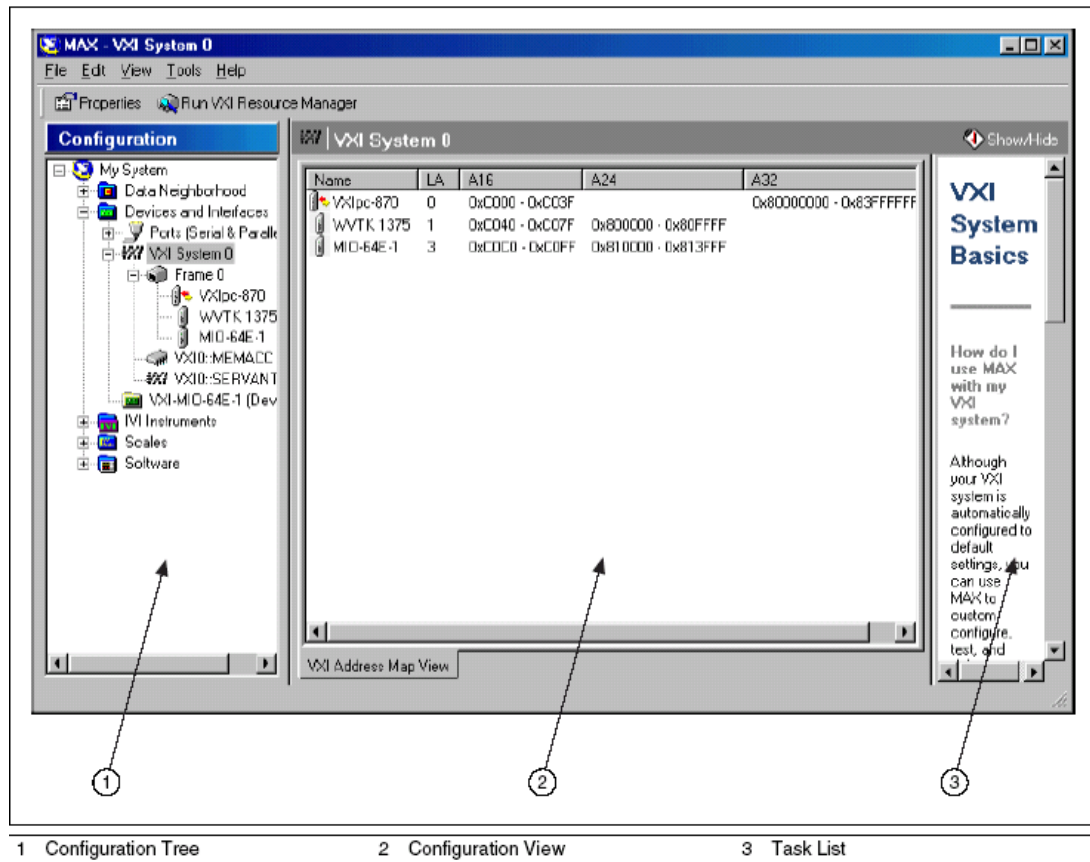 MAX - VXI System 0
File Edit View Tools Help
Properties Run VXI Resource Manager
Configuration
My System
Data Neighborhood
Devices and Interfaces
Ports (Serial & Paralle
VXI System 0
Frame 0
VXIpc-870
WVTK 1375
MIO-64E-1
VXI0::MEMACC
VXI0::SERVANT
VXI-MIO-64E-1 (Dev
IVI Instruments
Scales
Software
VXI System 0
Show/Hide
Name LA A16 A24 A32
VXIpc-870 0 0xC000 - 0xC03F 0x80000000 - 0x83FFFFFF
WVTK 1375 1 0xC040 - 0xC07F 0x800000 - 0x80FFFF
MIO-64E-1 3 0xC0C0 - 0xC0FF 0x810000 - 0x813FFF
VXI Address Map View
VXI
System
Basics
How do I
use MAX
with my
VXI
system?
Although
your VXI
system is
automatically
configured to
default
settings, you
can use
MAX to
custom
configure,
test, and
1
2
3
1 Configuration Tree
2 Configuration View
3 Task List